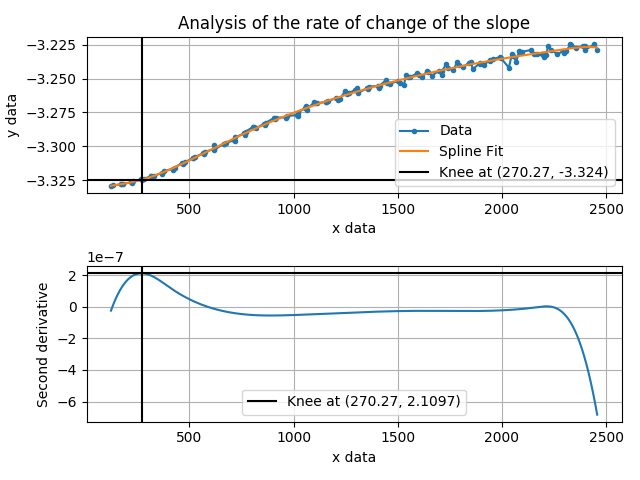 Analysis of the rate of change of the slope
−3.225
−3.250
−3.275
−3.300
−3.325
y data
Data
Spline Fit
Knee at (270.27, -3.324)
500 1000 1500 2000 2500
x data
1e−7
2
0
−2
−4
−6
Second derivative
Knee at (270.27, 2.1097)
500 1000 1500 2000 2500
x data